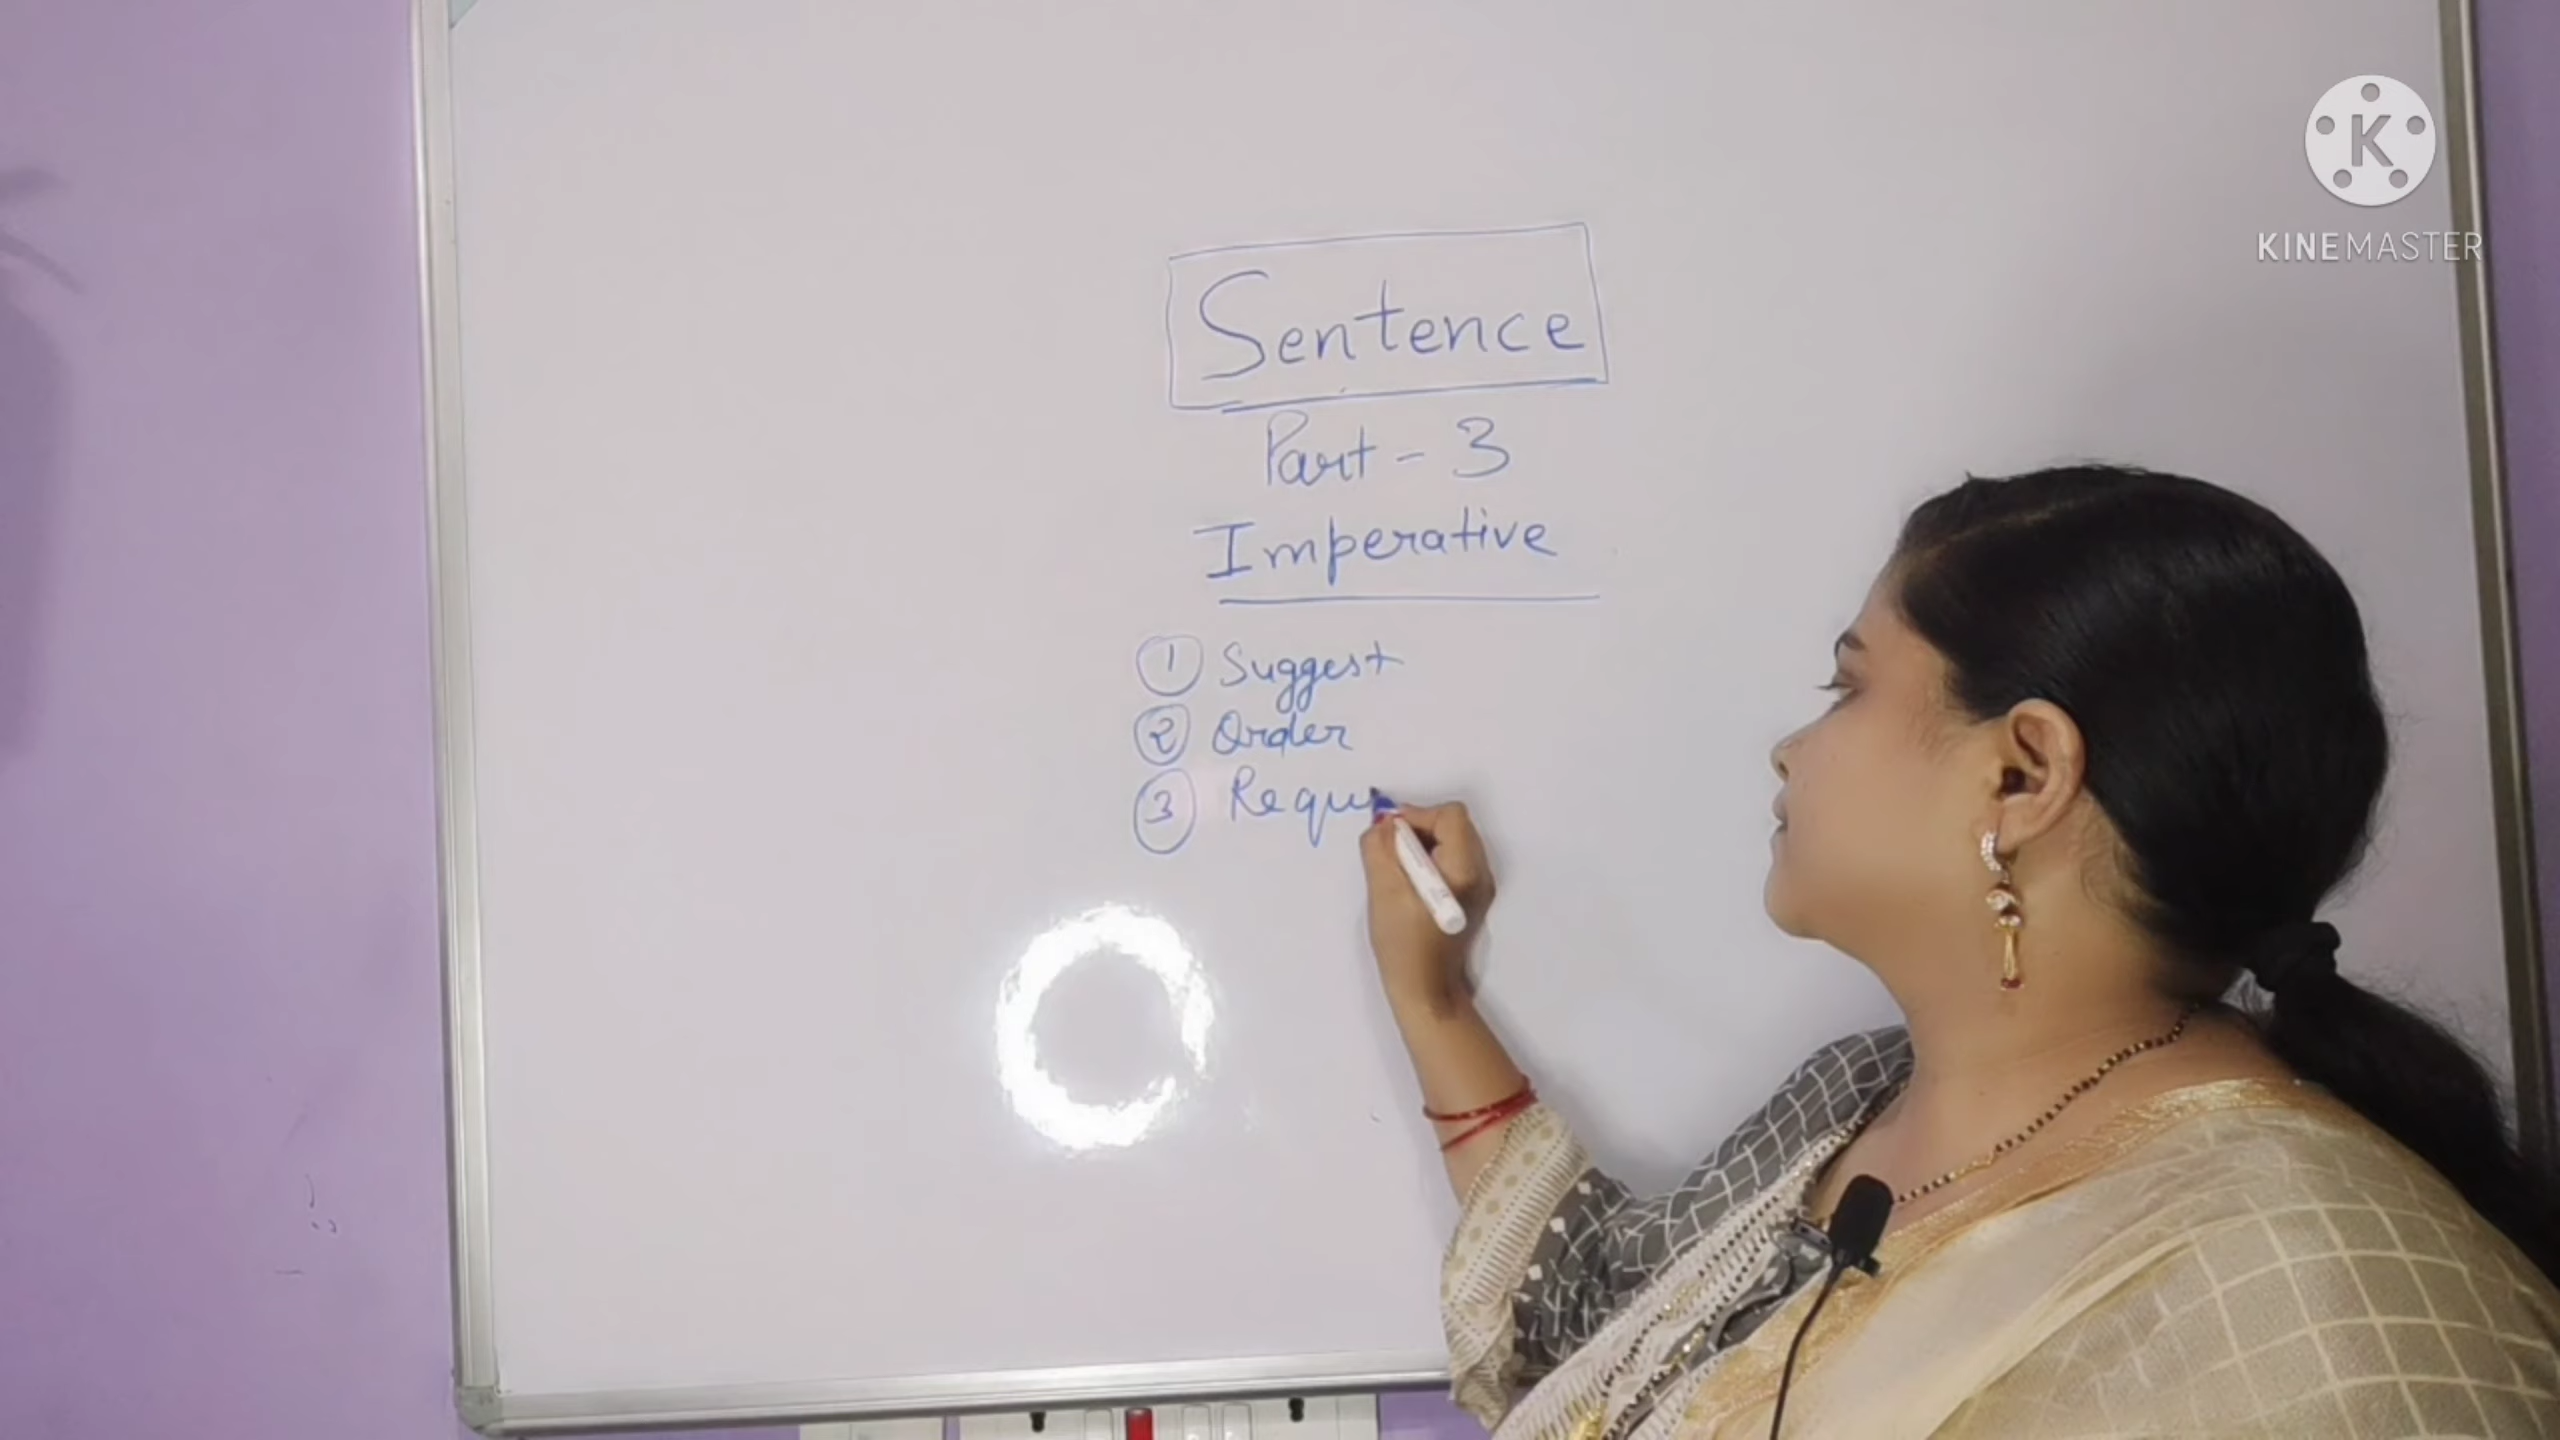 Sentence
Part - 3
Imperative
1 Suggest
2 Order
3 Requ
K
KINEMASTER